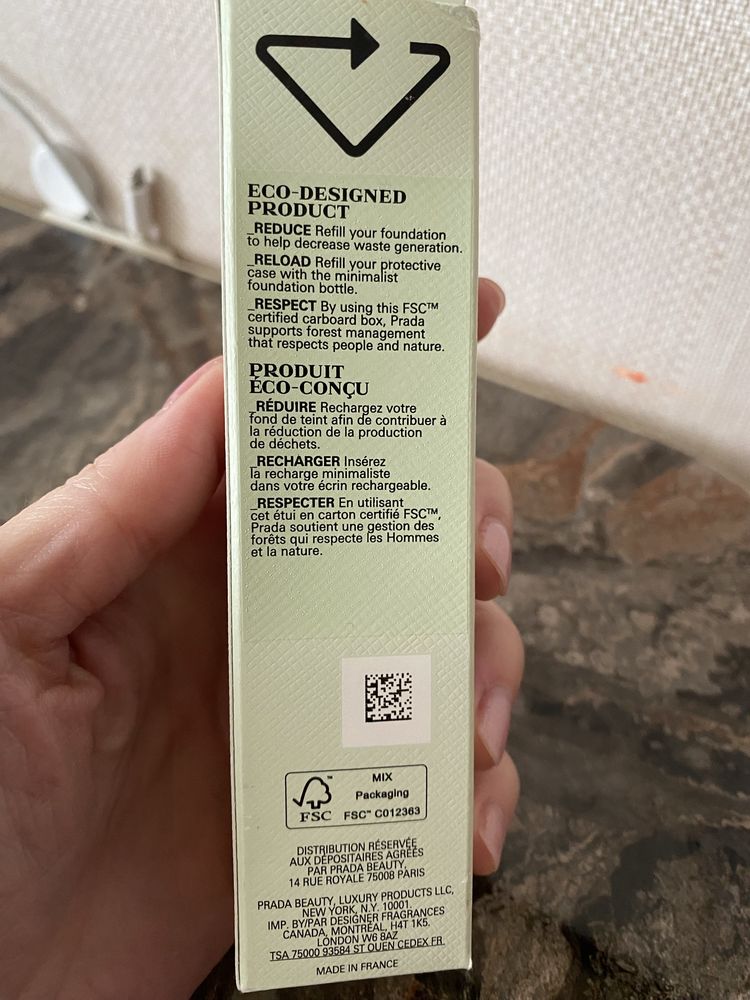 ECO-DESIGNED
PRODUCT
_REDUCE Refill your foundation
to help decrease waste generation.
_RELOAD Refill your protective
case with the minimalist
foundation bottle.
_RESPECT By using this FSC™
certified carboard box, Prada
supports forest management
that respects people and nature.
PRODUIT
ÉCO-CONÇU
_RÉDUIRE Rechargez votre
fond de teint afin de contribuer à
la réduction de la production
de déchets.
_RECHARGER Insérez
la recharge minimaliste
dans votre écrin rechargeable.
_RESPECTER En utilisant
cet étui en carton certifié FSC™,
Prada soutient une gestion des
forêts qui respecte les Hommes
et la nature.
™
FSC
MIX
Packaging
FSC™ C012363
DISTRIBUTION RÉSERVÉE
AUX DÉPOSITAIRES AGRÉÉS
PAR PRADA BEAUTY,
14 RUE ROYALE 75008 PARIS
PRADA BEAUTY, LUXURY PRODUCTS LLC,
NEW YORK, N.Y. 10001.
IMP. BY/PAR DESIGNER FRAGRANCES
CANADA, MONTRÉAL, H4T 1K5.
LONDON W6 8AZ
TSA 75000 93584 ST OUEN CEDEX FR.
MADE IN FRANCE